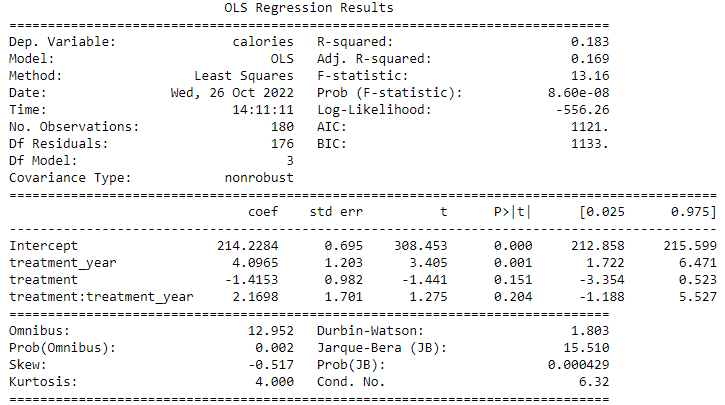 OLS Regression Results
==============================================================================
Dep. Variable: calories R-squared: 0.183
Model: OLS Adj. R-squared: 0.169
Method: Least Squares F-statistic: 13.16
Date: Wed, 26 Oct 2022 Prob (F-statistic): 8.60e-08
Time: 14:11:11 Log-Likelihood: -556.26
No. Observations: 180 AIC: 1121.
Df Residuals: 176 BIC: 1133.
Df Model: 3
Covariance Type: nonrobust
============================================================================================
coef std err t P>|t| [0.025 0.975]
--------------------------------------------------------------------------------------------
Intercept 214.2284 0.695 308.453 0.000 212.858 215.599
treatment_year 4.0965 1.203 3.405 0.001 1.722 6.471
treatment -1.4153 0.982 -1.441 0.151 -3.354 0.523
treatment:treatment_year 2.1698 1.701 1.275 0.204 -1.188 5.527
==============================================================================
Omnibus: 12.952 Durbin-Watson: 1.803
Prob(Omnibus): 0.002 Jarque-Bera (JB): 15.510
Skew: -0.517 Prob(JB): 0.000429
Kurtosis: 4.000 Cond. No. 6.32
==============================================================================